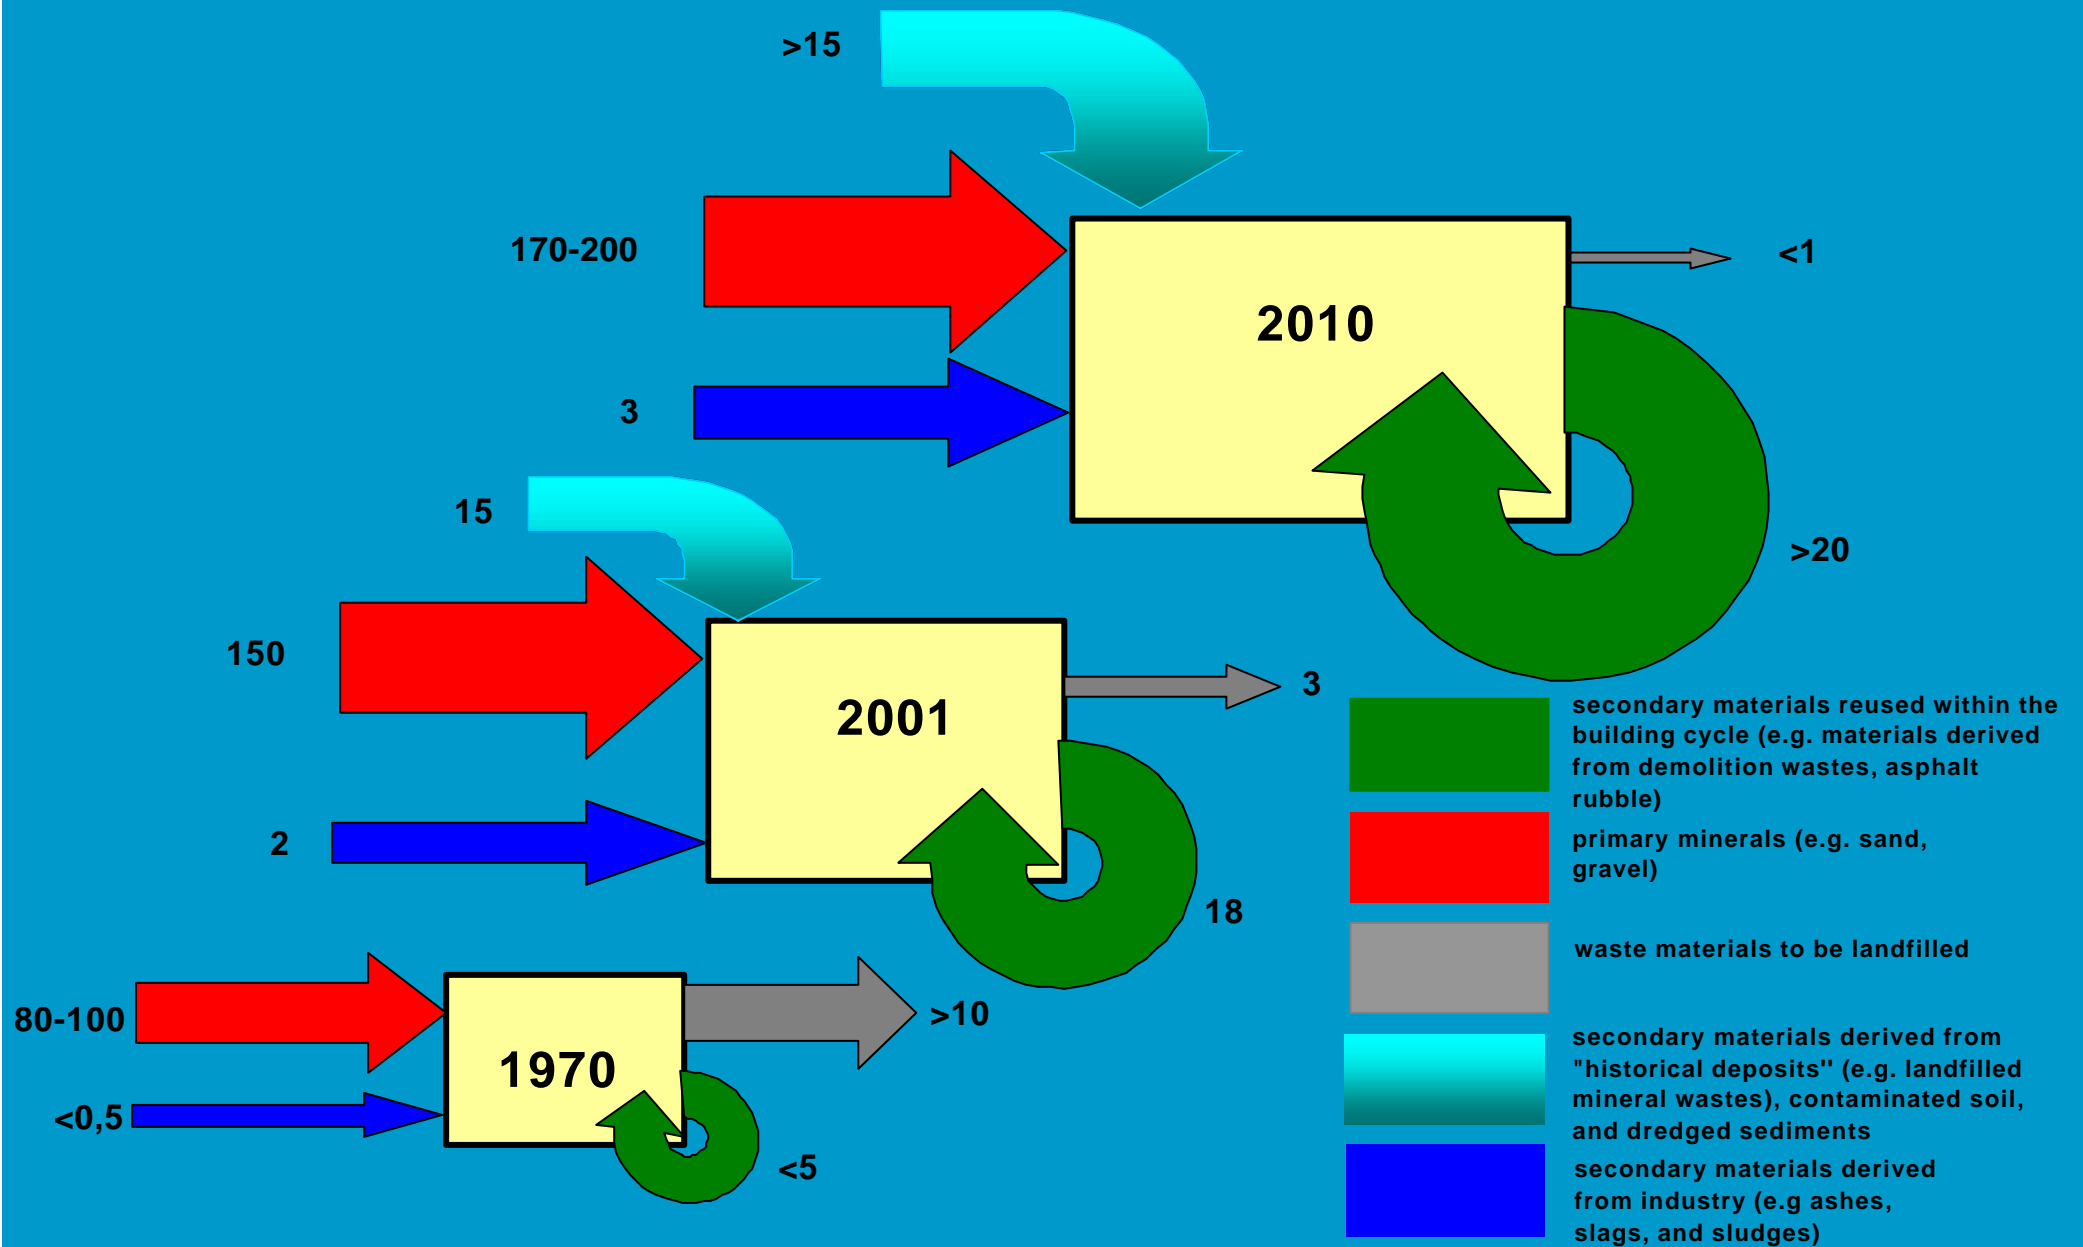 >15
170-200
<1
2010
3
15
>20
150
3
2001
2
18
80-100
>10
1970
<0,5
<5
secondary materials reused within the
building cycle (e.g. materials derived
from demolition wastes, asphalt
rubble)
primary minerals (e.g. sand,
gravel)
waste materials to be landfilled
secondary materials derived from
"historical deposits" (e.g. landfilled
mineral wastes), contaminated soil,
and dredged sediments
secondary materials derived
from industry (e.g ashes,
slags, and sludges)